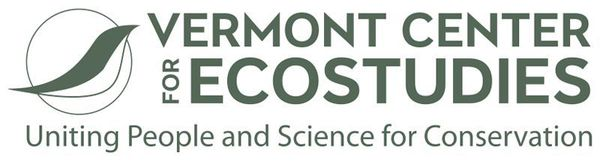 VERMONT CENTER
FOR ECOSTUDIES
Uniting People and Science for Conservation